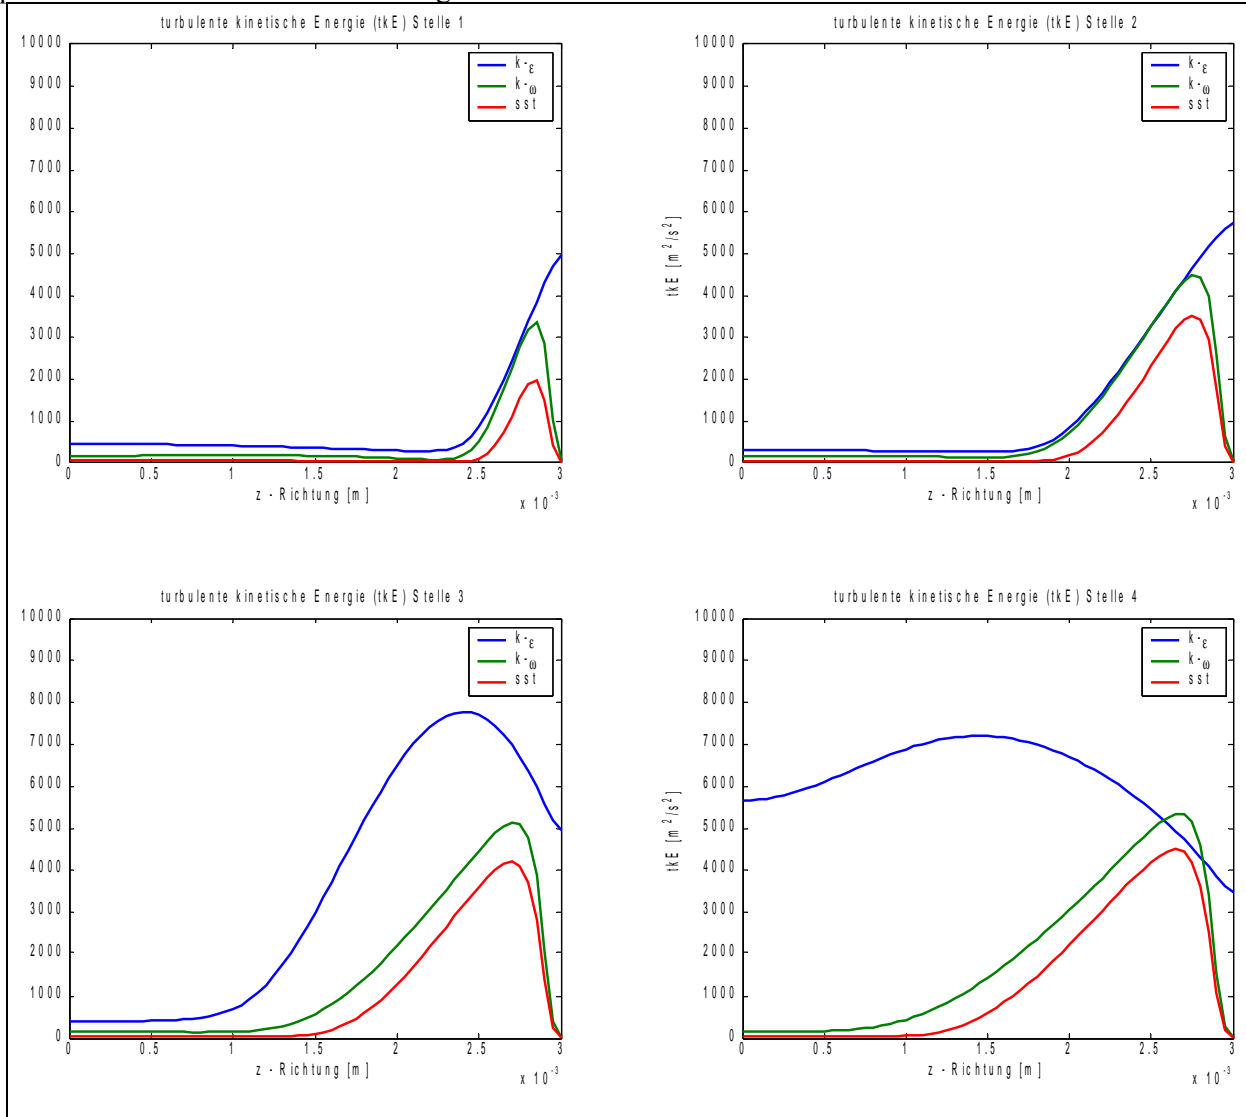 turbulente kinetische Energie (tkE) Stelle 1
10000
9000
8000
7000
6000
5000
4000
3000
2000
1000
0
k-ε
k-ω
sst
0 0.5 1 1.5 2 2.5 3
z - Richtung [m]
x 10^-3
turbulente kinetische Energie (tkE) Stelle 2
tkE [m²/s²]
10000
9000
8000
7000
6000
5000
4000
3000
2000
1000
0
k-ε
k-ω
sst
0 0.5 1 1.5 2 2.5 3
z - Richtung [m]
x 10^-3
turbulente kinetische Energie (tkE) Stelle 3
10000
9000
8000
7000
6000
5000
4000
3000
2000
1000
0
k-ε
k-ω
sst
0 0.5 1 1.5 2 2.5 3
z - Richtung [m]
x 10^-3
turbulente kinetische Energie (tkE) Stelle 4
tkE [m²/s²]
10000
9000
8000
7000
6000
5000
4000
3000
2000
1000
0
k-ε
k-ω
sst
0 0.5 1 1.5 2 2.5 3
z - Richtung [m]
x 10^-3